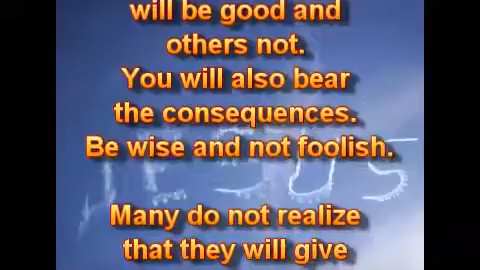 will be good and
others not.
You will also bear
the consequences.
Be wise and not foolish.
JESUS
Many do not realize
that they will give